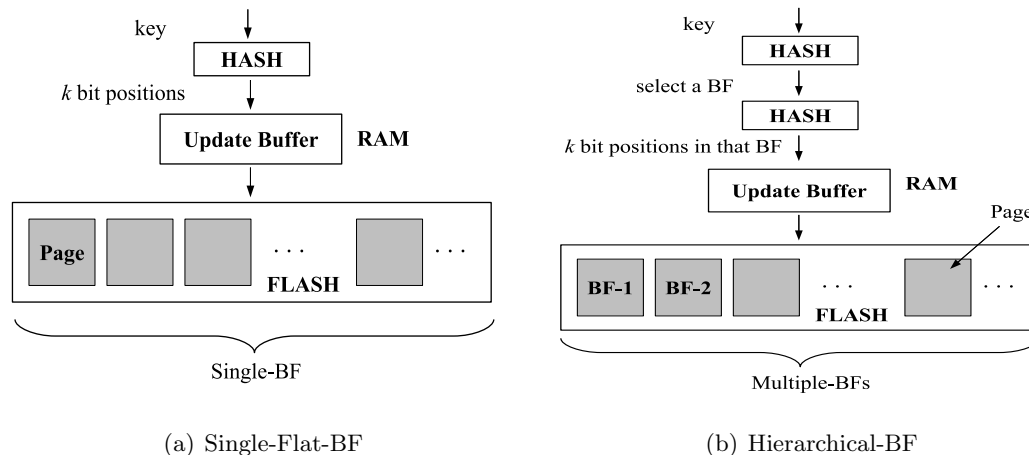 key
HASH
k bit positions
Update Buffer
RAM
Page
. . .
. . .
FLASH
Single-BF
(a) Single-Flat-BF
key
HASH
select a BF
HASH
k bit positions in that BF
Update Buffer
RAM
Page
BF-1
BF-2
. . .
. . .
FLASH
Multiple-BFs
(b) Hierarchical-BF